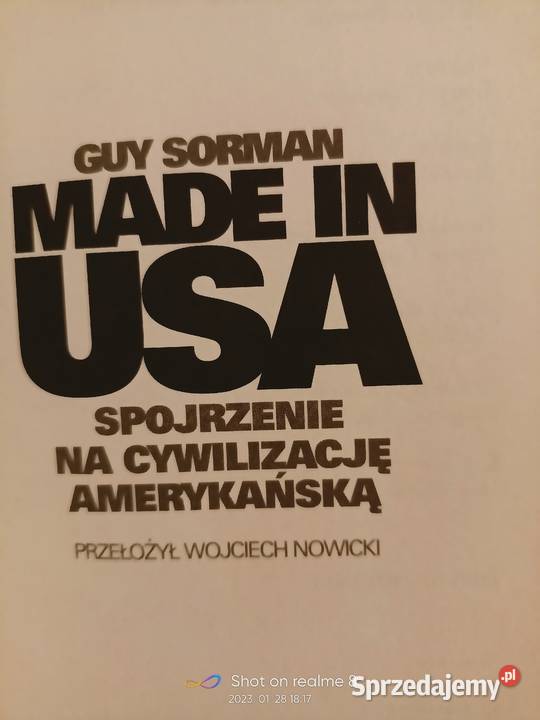 GUY SORMAN
MADE IN
USA
SPOJRZENIE
NA CYWILIZACJĘ
AMERYKAŃSKĄ
PRZEŁOŻYŁ WOJCIECH NOWICKI
Shot on realme 8
2023.01.28 18:17
Sprzedajemy.pl